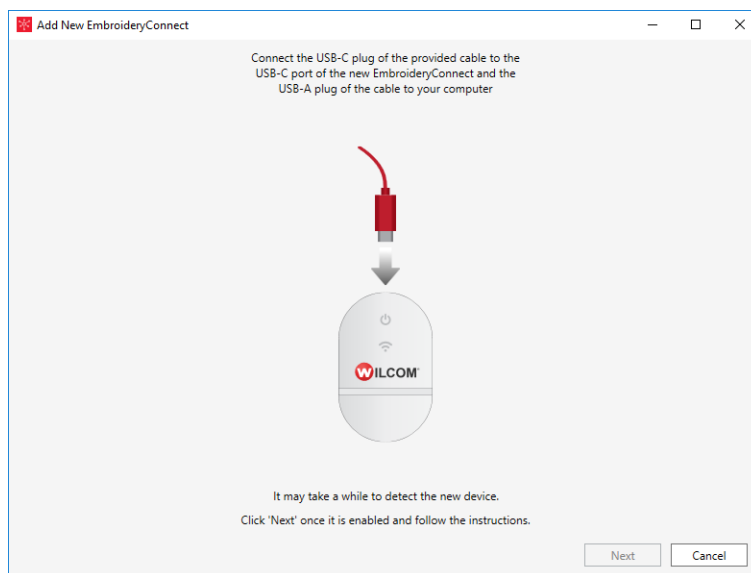 Add New EmbroideryConnect
Connect the USB-C plug of the provided cable to the
USB-C port of the new EmbroideryConnect and the
USB-A plug of the cable to your computer
WILCOM
It may take a while to detect the new device.
Click 'Next' once it is enabled and follow the instructions.
Next Cancel